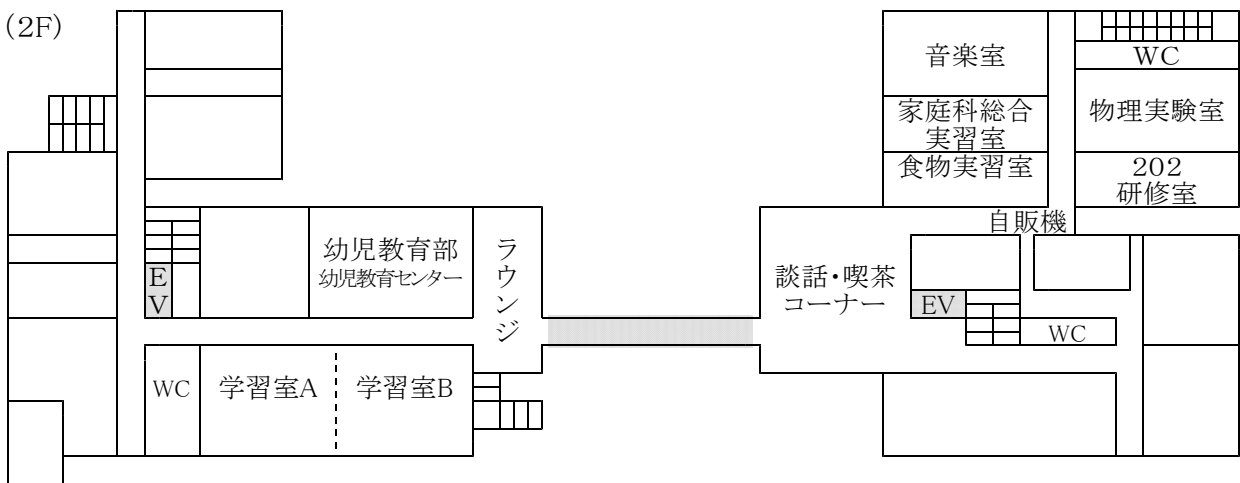 (2F)
音楽室
WC
家庭科総合
実習室
物理実験室
食物実習室
202
研修室
自販機
幼児教育部
幼児教育センター
ラウンジ
談話・喫茶
コーナー
EV
EV
WC
WC
学習室A
学習室B